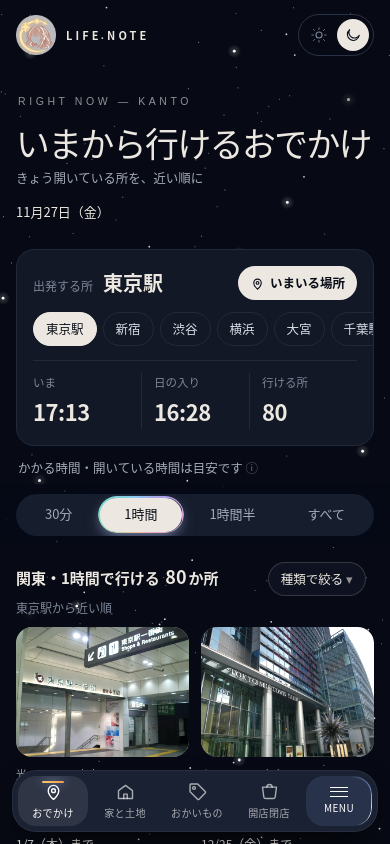 LIFE.NOTE
RIGHT NOW — KANTO
いまから行けるおでかけ
きょう開いている所を、近い順に
11月27日（金）
出発する所 東京駅
いまいる場所
東京駅 新宿 渋谷 横浜 大宮
いま 日の入り 行ける所
17:13 16:28 80
かかる時間・開いている時間は目安です
30分 1時間 1時間半 すべて
関東・1時間で行ける 80か所
種類で絞る ▾
東京駅から近い順
おでかけ 家と土地 おかいもの 開店閉店 MENU